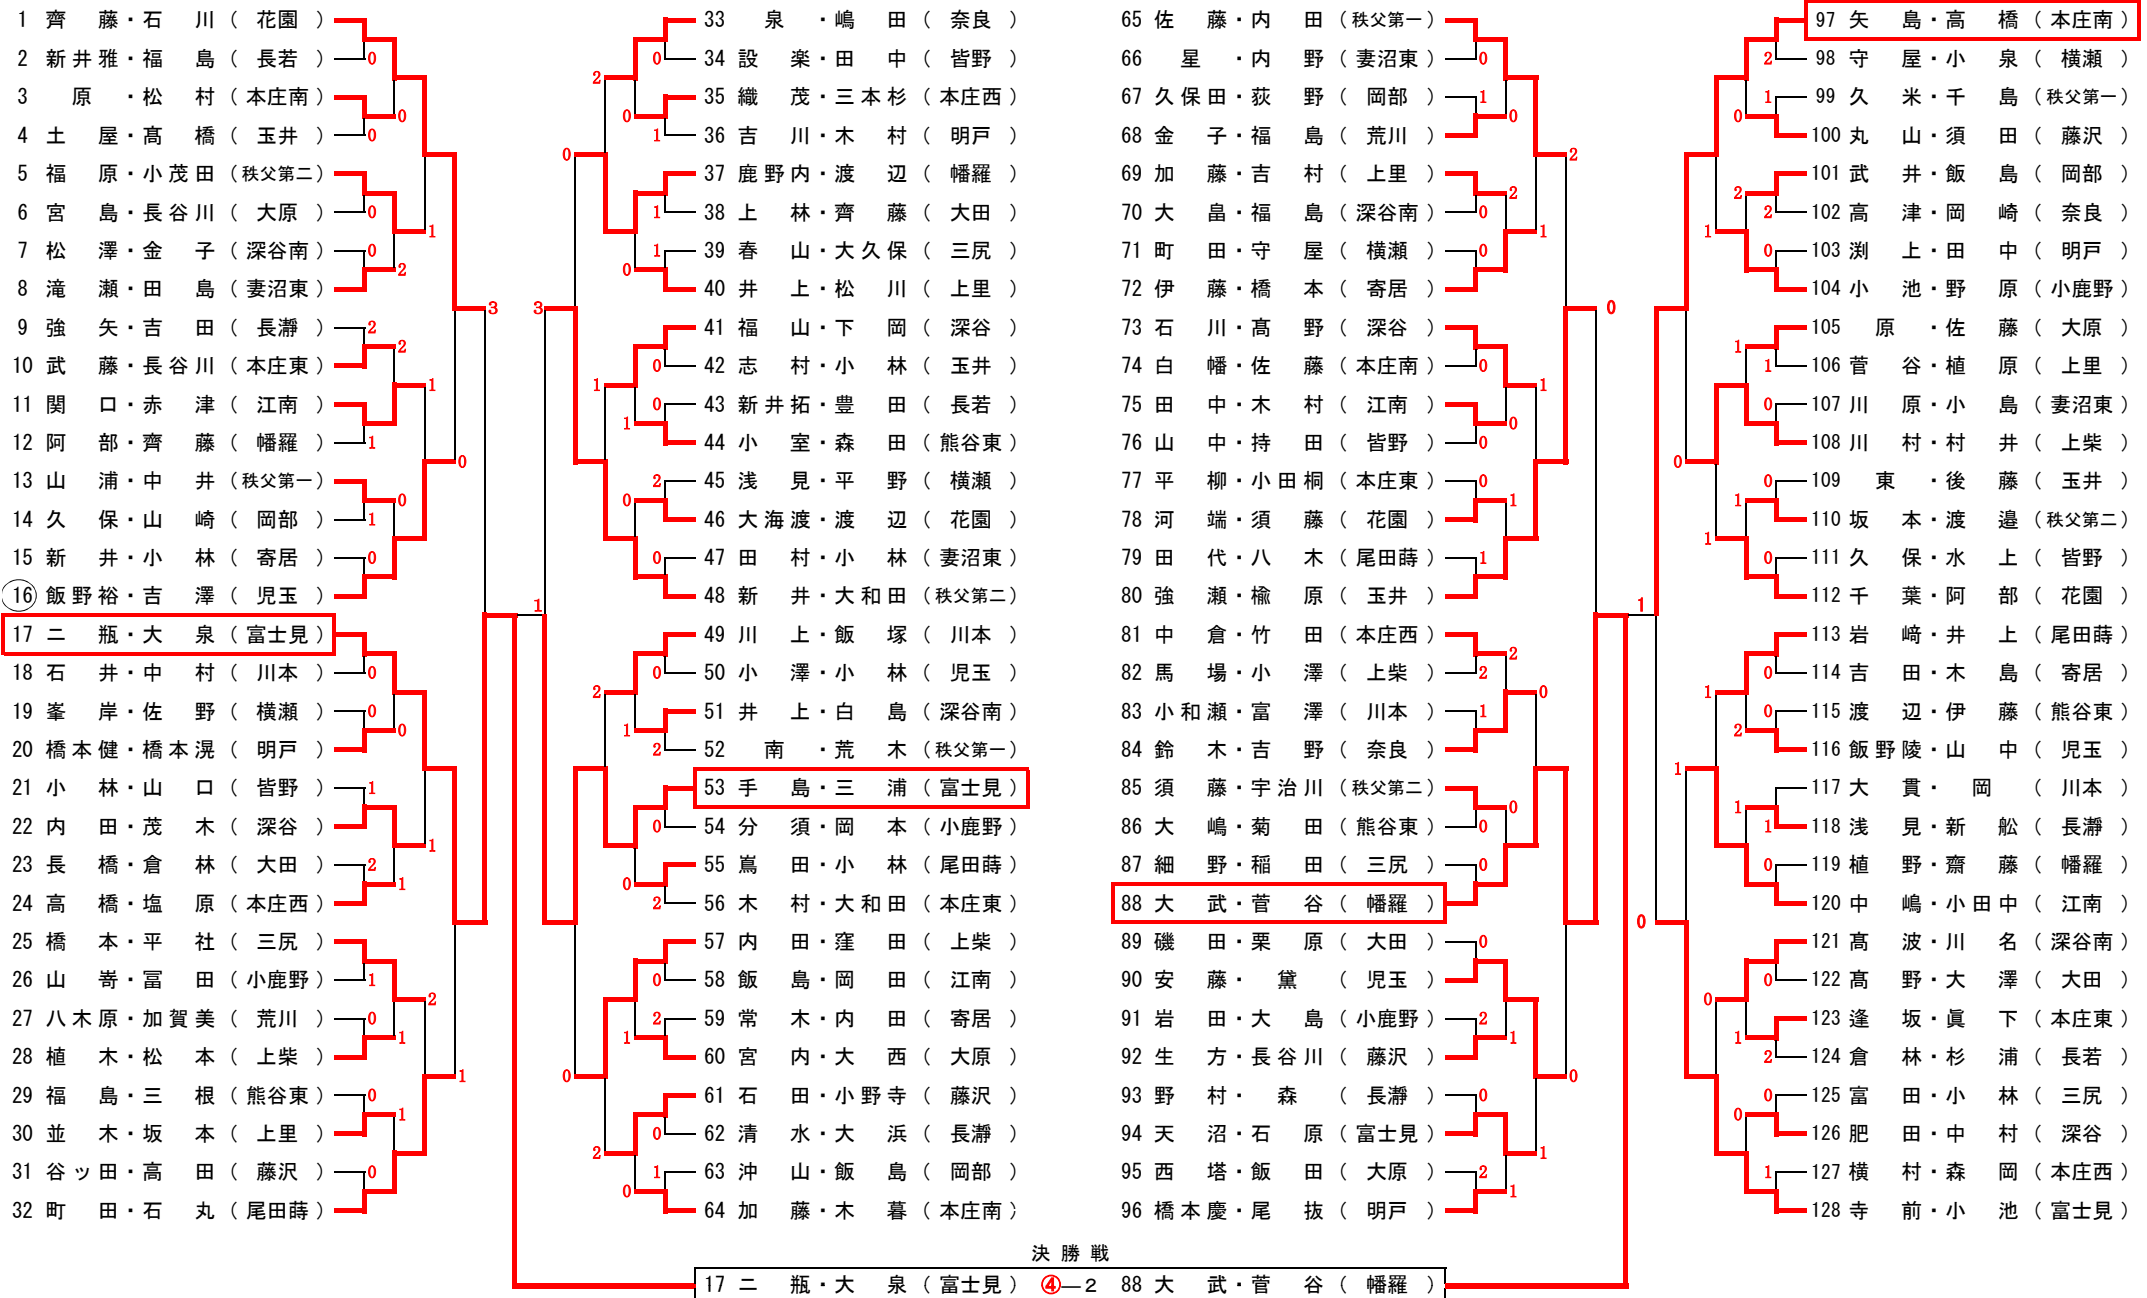 1 齊藤・石川（花園）
2 新井雅・福島（長若）
3 原・松村（本庄南）
4 土屋・髙橋（玉井）
5 福原・小茂田（秩父第二）
6 宮島・長谷川（大原）
7 松澤・金子（深谷南）
8 滝瀬・田島（妻沼東）
9 強矢・吉田（長瀞）
10 武藤・長谷川（本庄東）
11 関口・赤津（江南）
12 阿部・齊藤（幡羅）
13 山浦・中井（秩父第一）
14 久保・山崎（岡部）
15 新井・小林（寄居）
16 飯野裕・吉澤（児玉）
17 二瓶・大泉（富士見）
18 石井・中村（川本）
19 峯岸・佐野（横瀬）
20 橋本健・橋本滉（明戸）
21 小林・山口（皆野）
22 内田・茂木（深谷）
23 長橋・倉林（大田）
24 高橋・塩原（本庄西）
25 橋本・平社（三尻）
26 山嵜・冨田（小鹿野）
27 八木原・加賀美（荒川）
28 植木・松本（上柴）
29 福島・三根（熊谷東）
30 並木・坂本（上里）
31 谷ッ田・高田（藤沢）
32 町田・石丸（尾田蒔）
33 泉・嶋田（奈良）
34 設楽・田中（皆野）
35 織茂・三本杉（本庄西）
36 吉川・木村（明戸）
37 鹿野内・渡辺（幡羅）
38 上林・齊藤（大田）
39 春山・大久保（三尻）
40 井上・松川（上里）
41 福山・下岡（深谷）
42 志村・小林（玉井）
43 新井拓・豊田（長若）
44 小室・森田（熊谷東）
45 浅見・平野（横瀬）
46 大海渡・渡辺（花園）
47 田村・小林（妻沼東）
48 新井・大和田（秩父第二）
49 川上・飯塚（川本）
50 小澤・小林（児玉）
51 井上・白島（深谷南）
52 南・荒木（秩父第一）
53 手島・三浦（富士見）
54 分須・岡本（小鹿野）
55 嶌田・小林（尾田蒔）
56 木村・大和田（本庄東）
57 内田・窪田（上柴）
58 飯島・岡田（江南）
59 常木・内田（寄居）
60 宮内・大西（大原）
61 石田・小野寺（藤沢）
62 清水・大浜（長瀞）
63 沖山・飯島（岡部）
64 加藤・木暮（本庄南）
65 佐藤・内田（秩父第一）
66 星・内野（妻沼東）
67 久保田・荻野（岡部）
68 金子・福島（荒川）
69 加藤・吉村（上里）
70 大畠・福島（深谷南）
71 町田・守屋（横瀬）
72 伊藤・橋本（寄居）
73 石川・髙野（深谷）
74 白幡・佐藤（本庄南）
75 田中・木村（江南）
76 山中・持田（皆野）
77 平柳・小田桐（本庄東）
78 河端・須藤（花園）
79 田代・八木（尾田蒔）
80 強瀬・楡原（玉井）
81 中倉・竹田（本庄西）
82 馬場・小澤（上柴）
83 小和瀬・富澤（川本）
84 鈴木・吉野（奈良）
85 須藤・宇治川（秩父第二）
86 大嶋・菊田（熊谷東）
87 細野・稲田（三尻）
88 大武・菅谷（幡羅）
89 磯田・栗原（大田）
90 安藤・黛（児玉）
91 岩田・大島（小鹿野）
92 生方・長谷川（藤沢）
93 野村・森（長瀞）
94 天沼・石原（富士見）
95 西塔・飯田（大原）
96 橋本慶・尾抜（明戸）
97 矢島・高橋（本庄南）
98 守屋・小泉（横瀬）
99 久米・千島（秩父第一）
100 丸山・須田（藤沢）
101 武井・飯島（岡部）
102 高津・岡崎（奈良）
103 渕上・田中（明戸）
104 小池・野原（小鹿野）
105 原・佐藤（大原）
106 菅谷・植原（上里）
107 川原・小島（妻沼東）
108 川村・村井（上柴）
109 東・後藤（玉井）
110 坂本・渡邉（秩父第二）
111 久保・水上（皆野）
112 千葉・阿部（花園）
113 岩﨑・井上（尾田蒔）
114 吉田・木島（寄居）
115 渡辺・伊藤（熊谷東）
116 飯野陵・山中（児玉）
117 大貫・岡（川本）
118 浅見・新舩（長瀞）
119 植野・齋藤（幡羅）
120 中嶋・小田中（江南）
121 髙波・川名（深谷南）
122 髙野・大澤（大田）
123 逢坂・眞下（本庄東）
124 倉林・杉浦（長若）
125 富田・小林（三尻）
126 肥田・中村（深谷）
127 横村・森岡（本庄西）
128 寺前・小池（富士見）
決勝戦
17 二瓶・大泉（富士見） ④—2 88 大武・菅谷（幡羅）